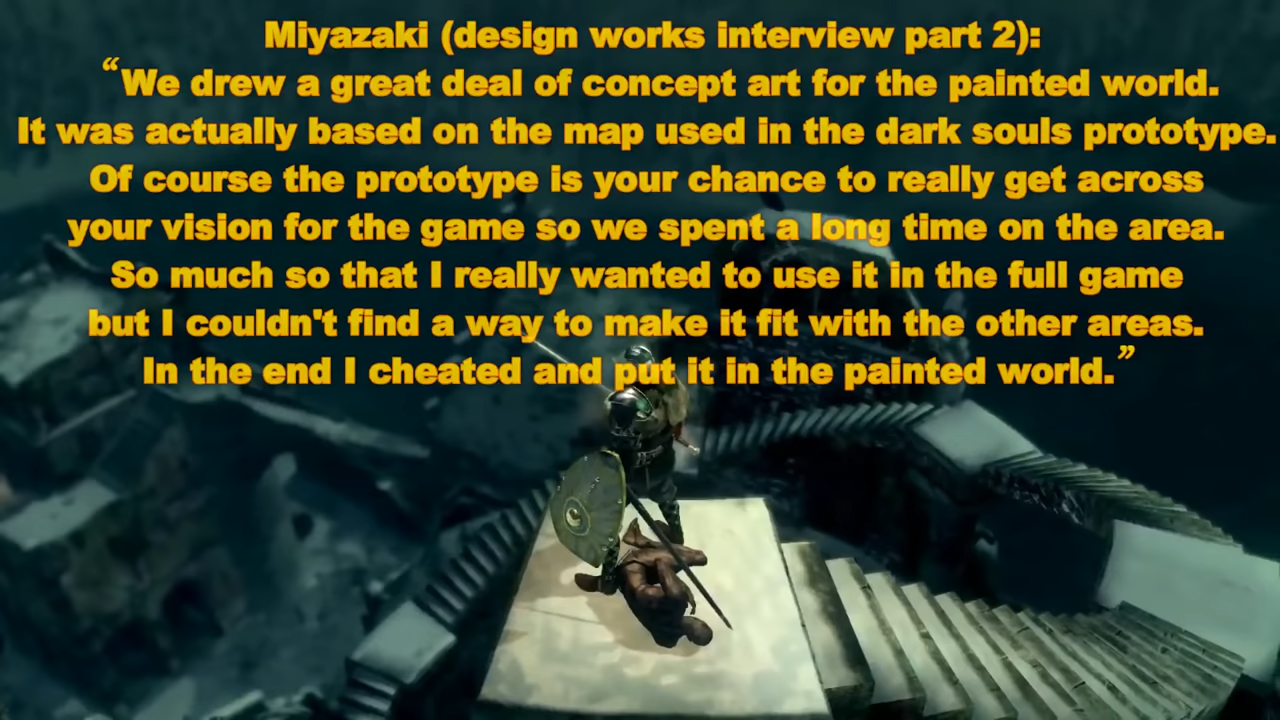 Miyazaki (design works interview part 2):
“We drew a great deal of concept art for the painted world.
It was actually based on the map used in the dark souls prototype.
Of course the prototype is your chance to really get across
your vision for the game so we spent a long time on the area.
So much so that I really wanted to use it in the full game
but I couldn't find a way to make it fit with the other areas.
In the end I cheated and put it in the painted world.”